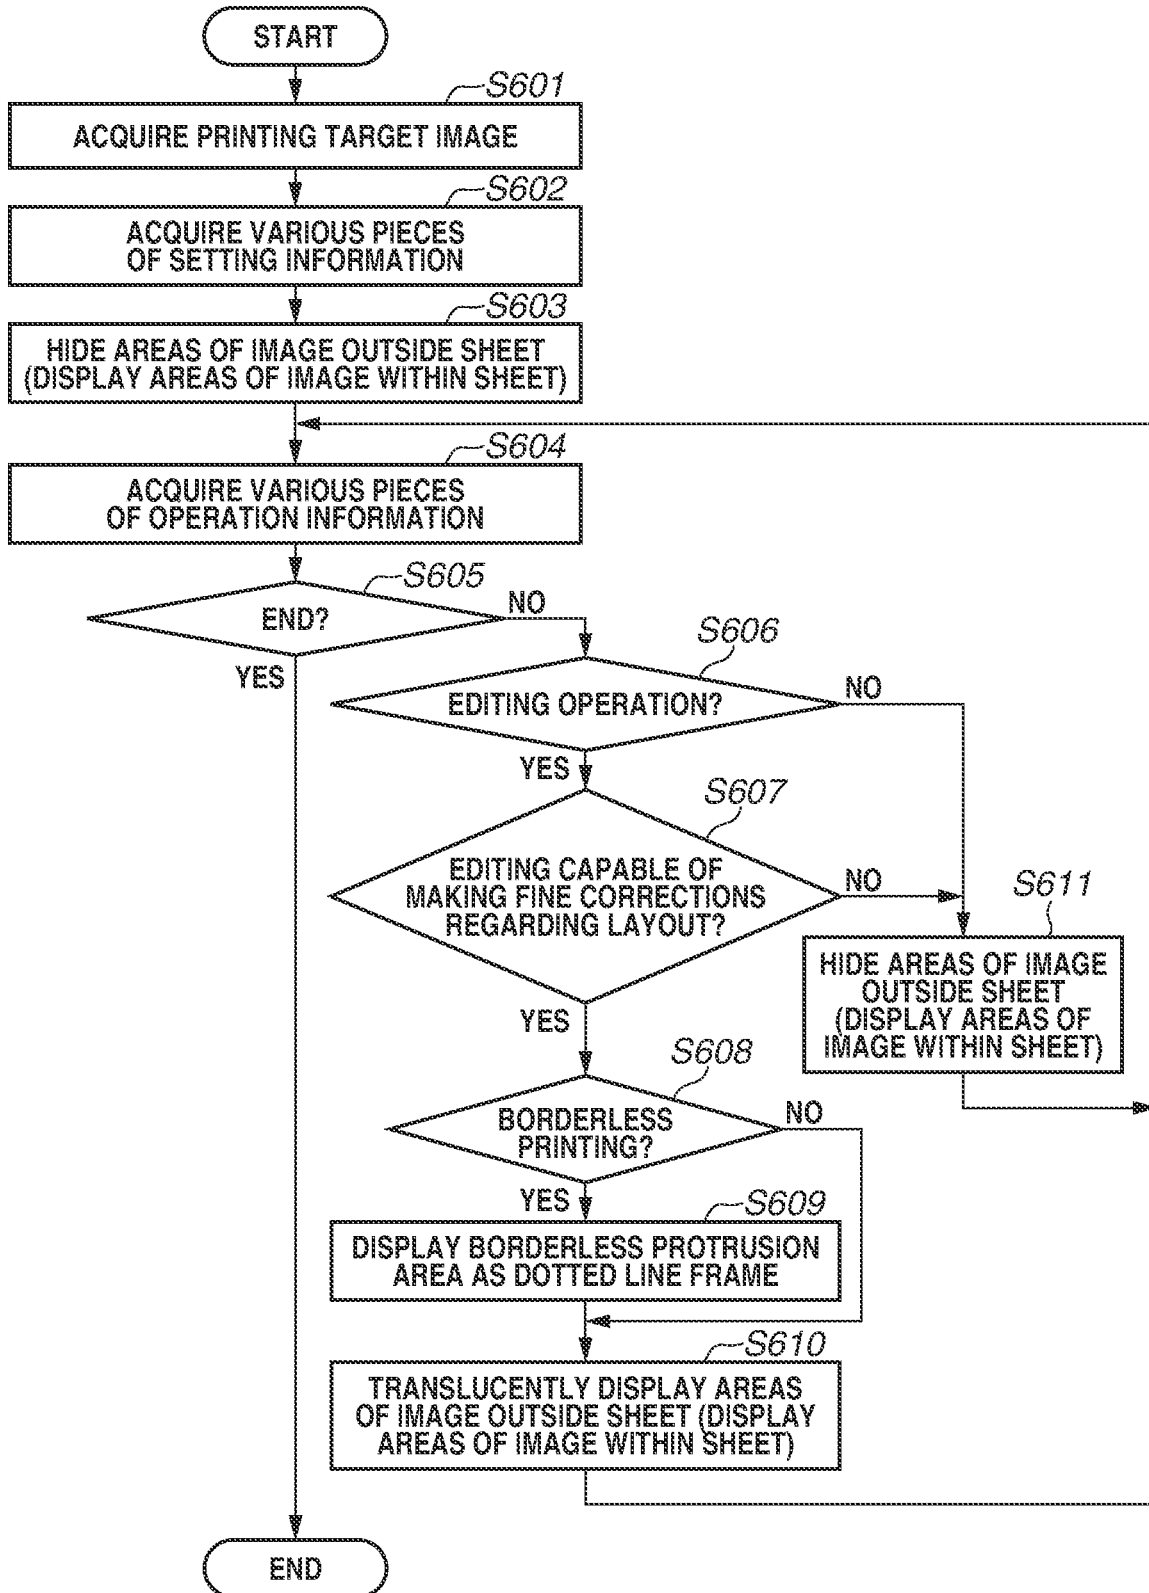 START
S601
ACQUIRE PRINTING TARGET IMAGE
S602
ACQUIRE VARIOUS PIECES
OF SETTING INFORMATION
S603
HIDE AREAS OF IMAGE OUTSIDE SHEET
(DISPLAY AREAS OF IMAGE WITHIN SHEET)
S604
ACQUIRE VARIOUS PIECES
OF OPERATION INFORMATION
S605
END?
NO
YES
S606
EDITING OPERATION?
NO
YES
S607
EDITING CAPABLE OF
MAKING FINE CORRECTIONS
REGARDING LAYOUT?
NO
YES
S611
HIDE AREAS OF IMAGE
OUTSIDE SHEET
(DISPLAY AREAS OF
IMAGE WITHIN SHEET)
S608
BORDERLESS
PRINTING?
NO
YES
S609
DISPLAY BORDERLESS PROTRUSION
AREA AS DOTTED LINE FRAME
S610
TRANSLUCENTLY DISPLAY AREAS
OF IMAGE OUTSIDE SHEET (DISPLAY
AREAS OF IMAGE WITHIN SHEET)
END